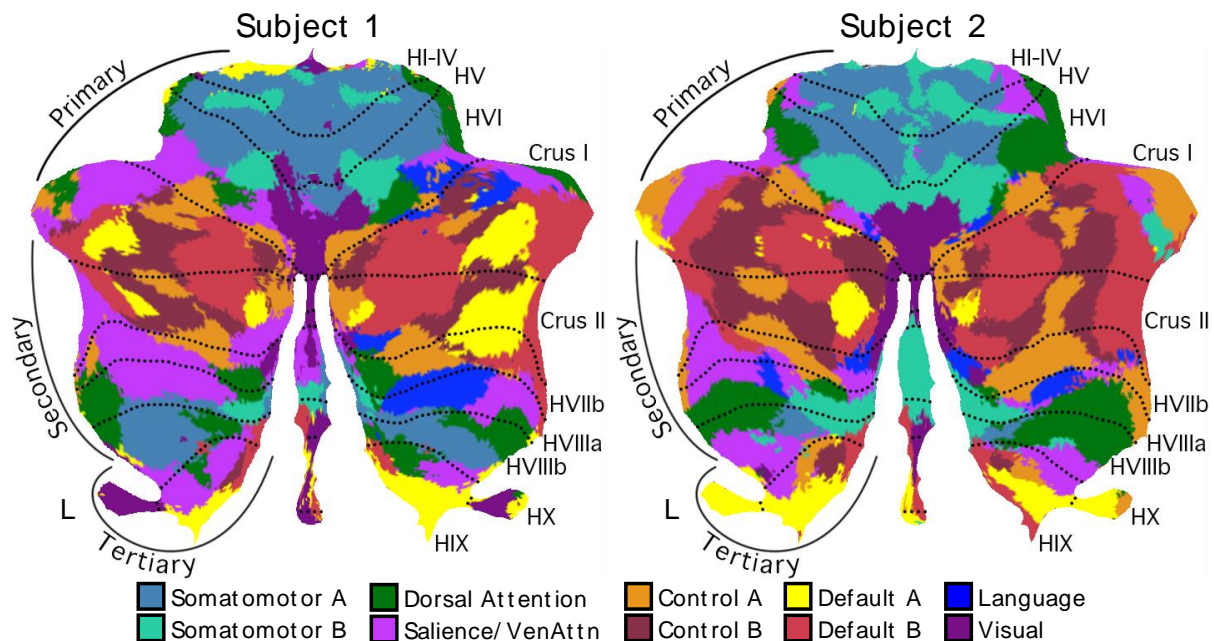 Subject 1
Subject 2
Primary
HI-IV
HV
HVI
Crus I
Secondary
Crus II
HVIIb
HVIIIa
HVIIIb
L
HX
Tertiary
HIX
Primary
HI-IV
HV
HVI
Crus I
Secondary
Crus II
HVIIb
HVIIIa
HVIIIb
L
HX
Tertiary
HIX
Somatomotor A
Dorsal Attention
Control A
Default A
Language
Somatomotor B
Salience/ VenAttn
Control B
Default B
Visual